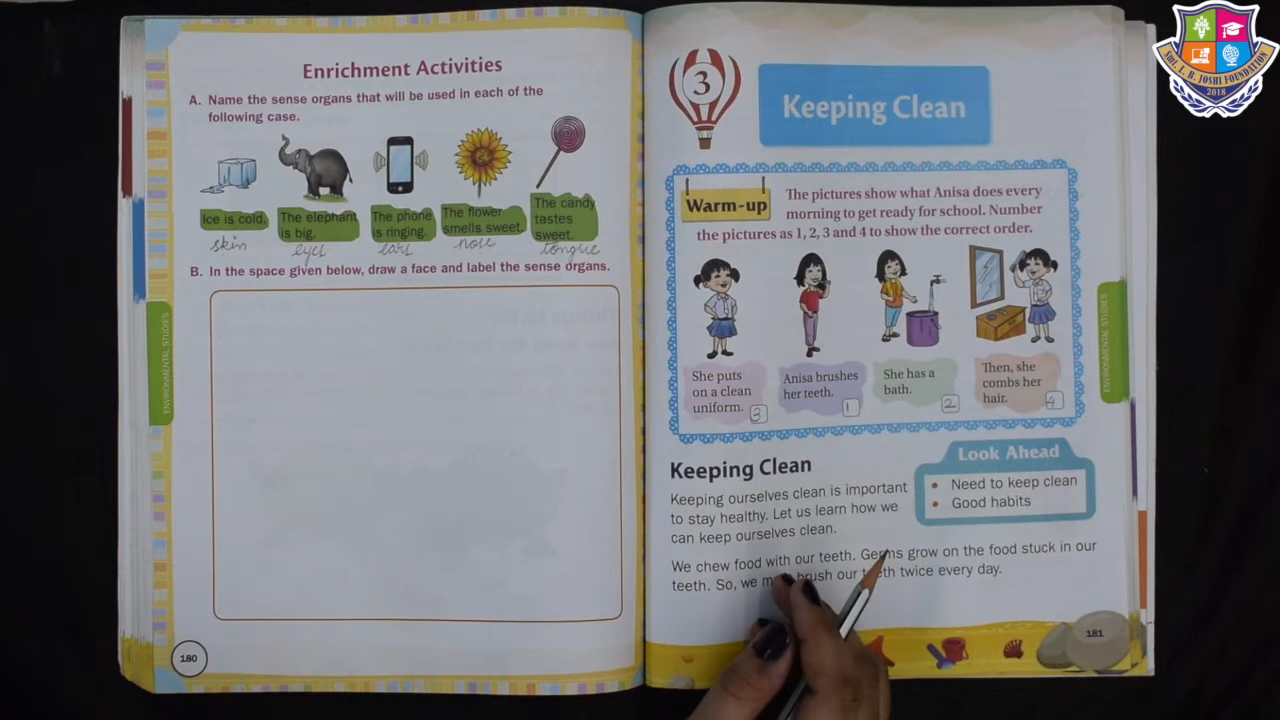 Enrichment Activities
A. Name the sense organs that will be used in each of the
following case.
Ice is cold.
skin
The elephant
is big.
eyes
The phone
is ringing.
ears
The flower
smells sweet.
nose
The candy
tastes
sweet.
tongue
B. In the space given below, draw a face and label the sense organs.
ENVIRONMENTAL STUDIES
180
3
Keeping Clean
Warm-up
The pictures show what Anisa does every
morning to get ready for school. Number
the pictures as 1, 2, 3 and 4 to show the correct order.
She puts
on a clean
uniform. 3
Anisa brushes
her teeth. 1
She has a
bath. 2
Then, she
combs her
hair. 4
Keeping Clean
Keeping ourselves clean is important
to stay healthy. Let us learn how we
can keep ourselves clean.
Look Ahead
• Need to keep clean
• Good habits
We chew food with our teeth. Germs grow on the food stuck in our
teeth. So, we brush our teeth twice every day.
ENVIRONMENTAL STUDIES
181
SHL. L. B. JOSHI FOUNDATION
2018